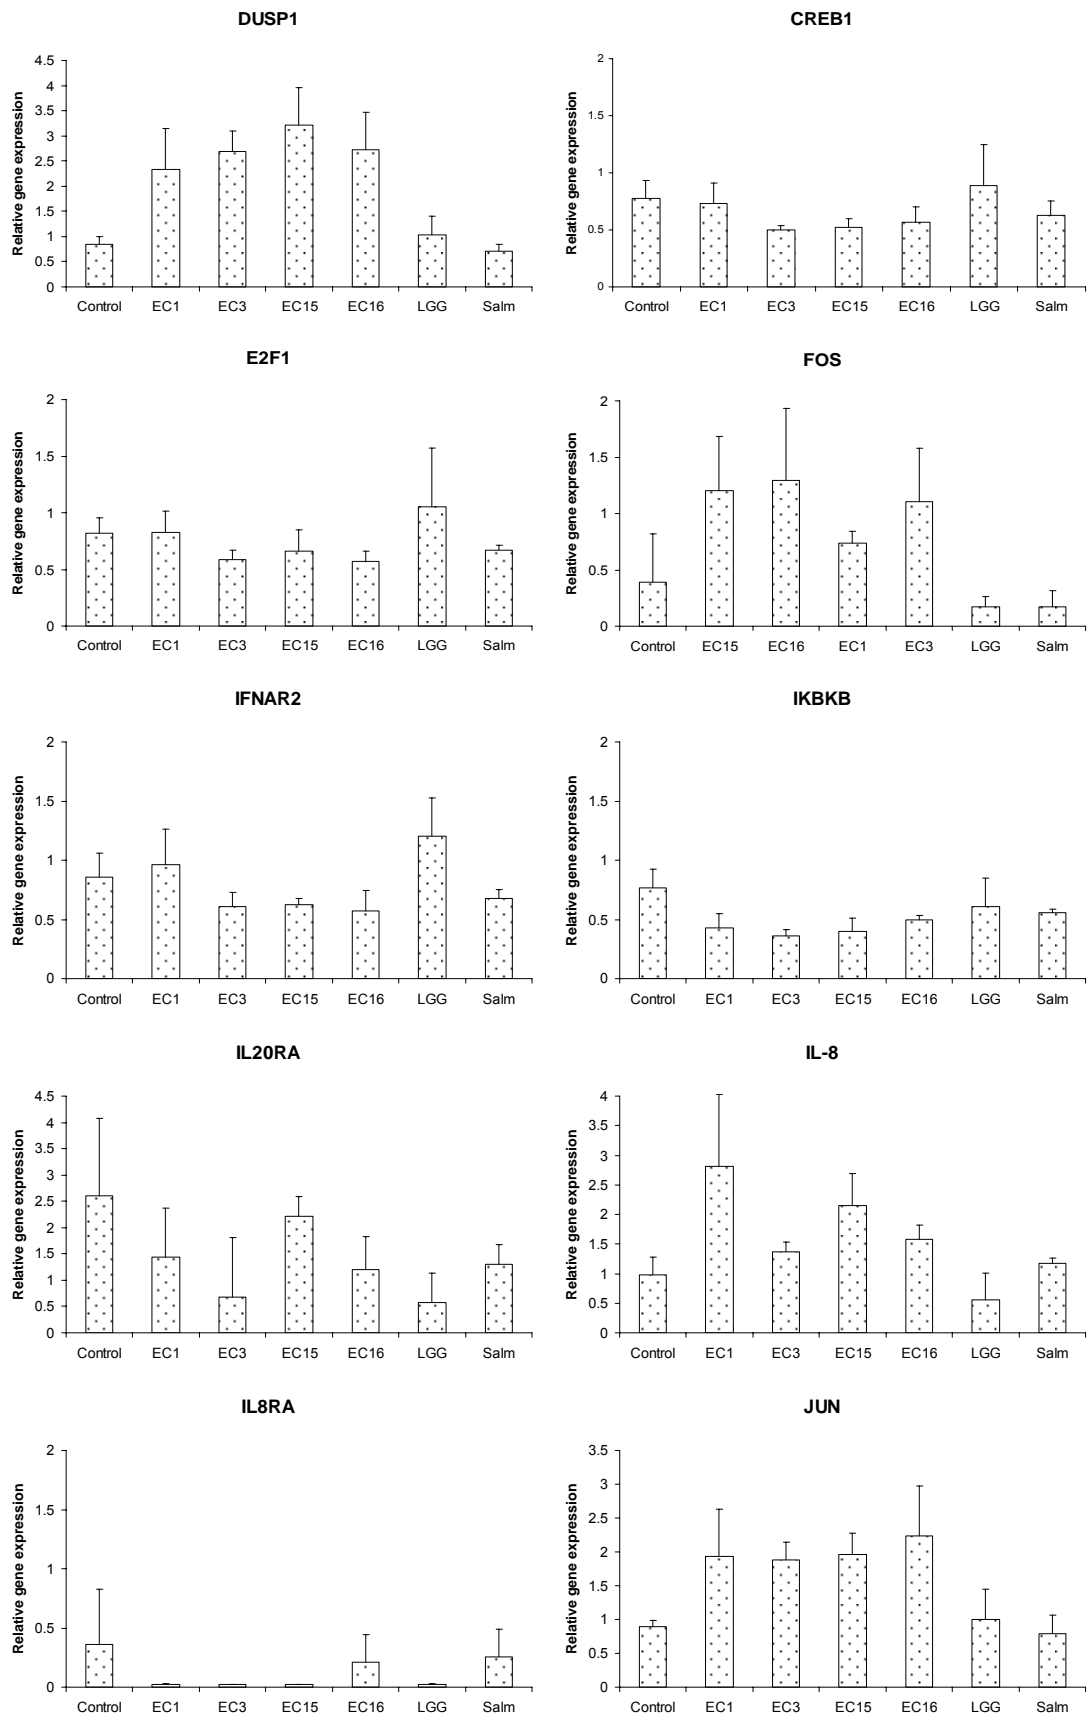 DUSP1
Relative gene expression
4.5
4
3.5
3
2.5
2
1.5
1
0.5
0
Control EC1 EC3 EC15 EC16 LGG Salm
CREB1
Relative gene expression
2
1.5
1
0.5
0
Control EC1 EC3 EC15 EC16 LGG Salm
E2F1
Relative gene expression
2
1.5
1
0.5
0
Control EC1 EC3 EC15 EC16 LGG Salm
FOS
Relative gene expression
2
1.5
1
0.5
0
Control EC15 EC16 EC1 EC3 LGG Salm
IFNAR2
Relative gene expression
2
1.5
1
0.5
0
Control EC1 EC3 EC15 EC16 LGG Salm
IKBKB
Relative gene expression
2
1.5
1
0.5
0
Control EC1 EC3 EC15 EC16 LGG Salm
IL20RA
Relative gene expression
4.5
4
3.5
3
2.5
2
1.5
1
0.5
0
Control EC1 EC3 EC15 EC16 LGG Salm
IL-8
Relative gene expression
4
3.5
3
2.5
2
1.5
1
0.5
0
Control EC1 EC3 EC15 EC16 LGG Salm
IL8RA
Relative gene expression
2
1.5
1
0.5
0
Control EC1 EC3 EC15 EC16 LGG Salm
JUN
Relative gene expression
3.5
3
2.5
2
1.5
1
0.5
0
Control EC1 EC3 EC15 EC16 LGG Salm